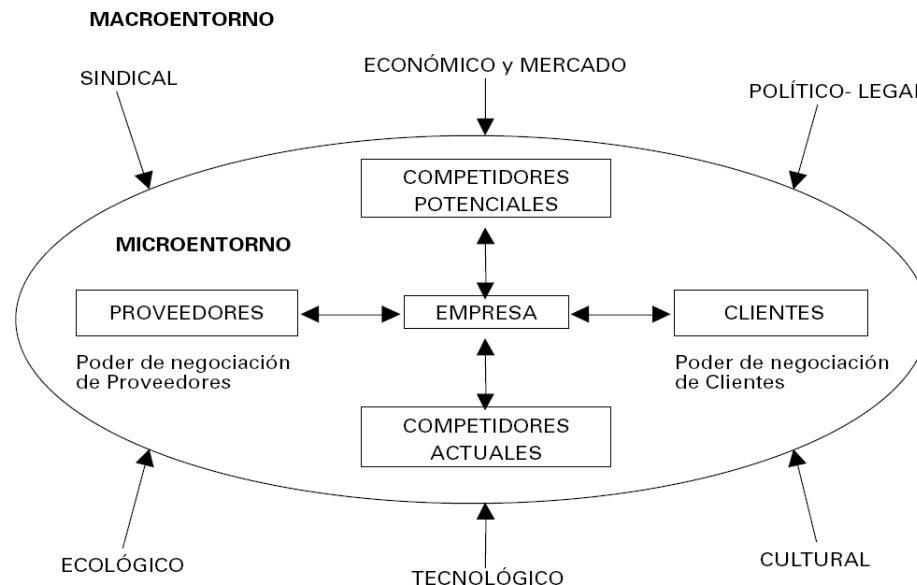 MACROENTORNO
SINDICAL
ECONÓMICO y MERCADO
POLÍTICO- LEGAL
COMPETIDORES
POTENCIALES
MICROENTORNO
PROVEEDORES
EMPRESA
CLIENTES
Poder de negociación
de Proveedores
Poder de negociación
de Clientes
COMPETIDORES
ACTUALES
ECOLÓGICO
TECNOLÓGICO
CULTURAL